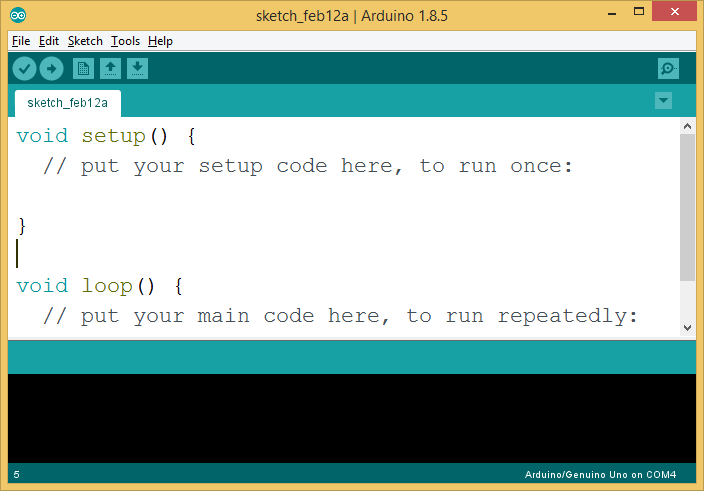 sketch_feb12a | Arduino 1.8.5
File Edit Sketch Tools Help
sketch_feb12a
void setup() {
  // put your setup code here, to run once:

}

void loop() {
  // put your main code here, to run repeatedly:
5
Arduino/Genuino Uno on COM4